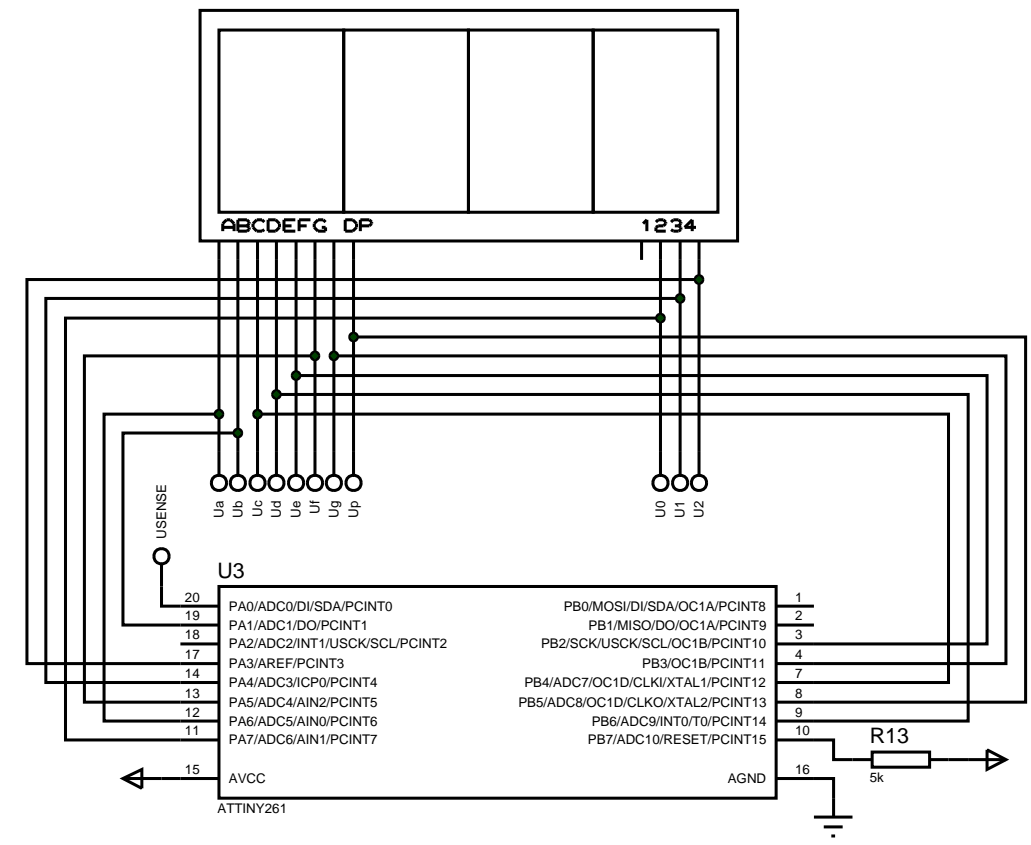 ABCDEFG DP 1234
Ua Ub Uc Ud Ue Uf Ug Up U0 U1 U2
USENSE
U3
20 PA0/ADC0/DI/SDA/PCINT0 PB0/MOSI/DI/SDA/OC1A/PCINT8 1
19 PA1/ADC1/DO/PCINT1 PB1/MISO/DO/OC1A/PCINT9 2
18 PA2/ADC2/INT1/USCK/SCL/PCINT2 PB2/SCK/USCK/SCL/OC1B/PCINT10 3
17 PA3/AREF/PCINT3 PB3/OC1B/PCINT11 4
14 PA4/ADC3/ICP0/PCINT4 PB4/ADC7/OC1D/CLKI/XTAL1/PCINT12 7
13 PA5/ADC4/AIN2/PCINT5 PB5/ADC8/OC1D/CLKO/XTAL2/PCINT13 8
12 PA6/ADC5/AIN0/PCINT6 PB6/ADC9/INT0/T0/PCINT14 9
11 PA7/ADC6/AIN1/PCINT7 PB7/ADC10/RESET/PCINT15 10
R13
5k
15 AVCC AGND 16
ATTINY261